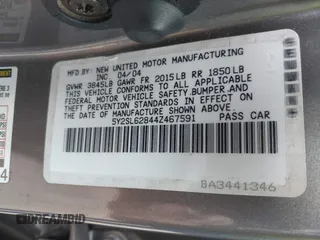 MFD BY: NEW UNITED MOTOR MANUFACTURING
INC 04/04
GVWR 3845LB GAWR FR 2015LB RR 1850LB
THIS VEHICLE CONFORMS TO ALL APPLICABLE
FEDERAL MOTOR VEHICLE SAFETY, BUMPER, AND
THEFT PREVENTION STANDARDS IN EFFECT ON
THE DATE OF MANUFACTURE SHOWN ABOVE.
5Y2SL62844Z467591 PASS CAR
8A3441346
4
DREAMBID